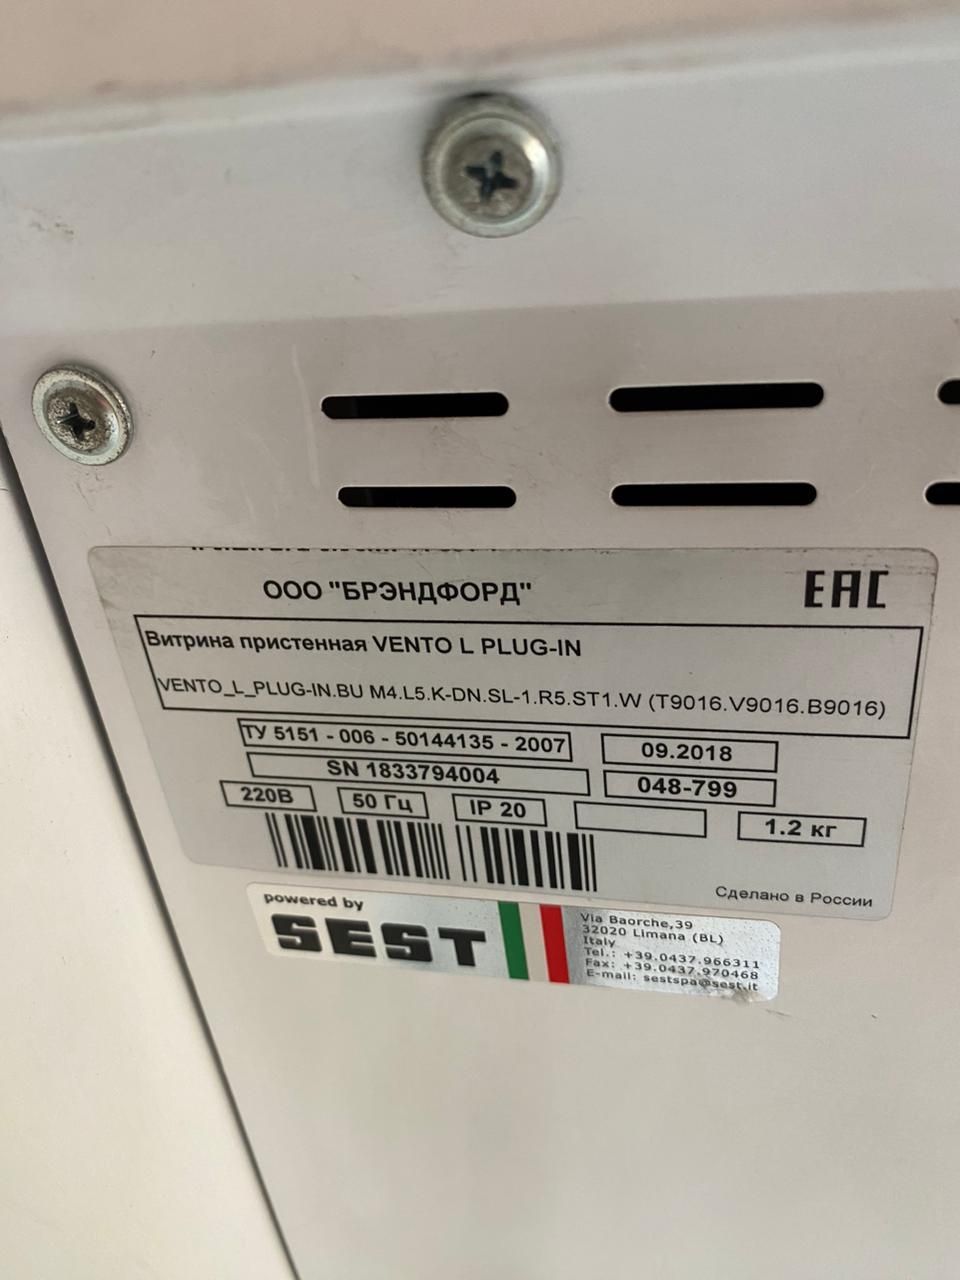 ООО "БРЭНДФОРД"
EAC
Витрина пристенная VENTO L PLUG-IN
VENTO_L_PLUG-IN.BU M4.L5.K-DN.SL-1.R5.ST1.W (T9016.V9016.B9016)
ТУ 5151 - 006 - 50144135 - 2007
09.2018
SN 1833794004
048-799
220В
50 Гц
IP 20
1.2 кг
Сделано в России
powered by
SEST
Via Baorche,39
32020 Limana (BL)
Italy
Tel.: +39.0437.966311
Fax: +39.0437.970468
E-mail: sestspa@sest.it